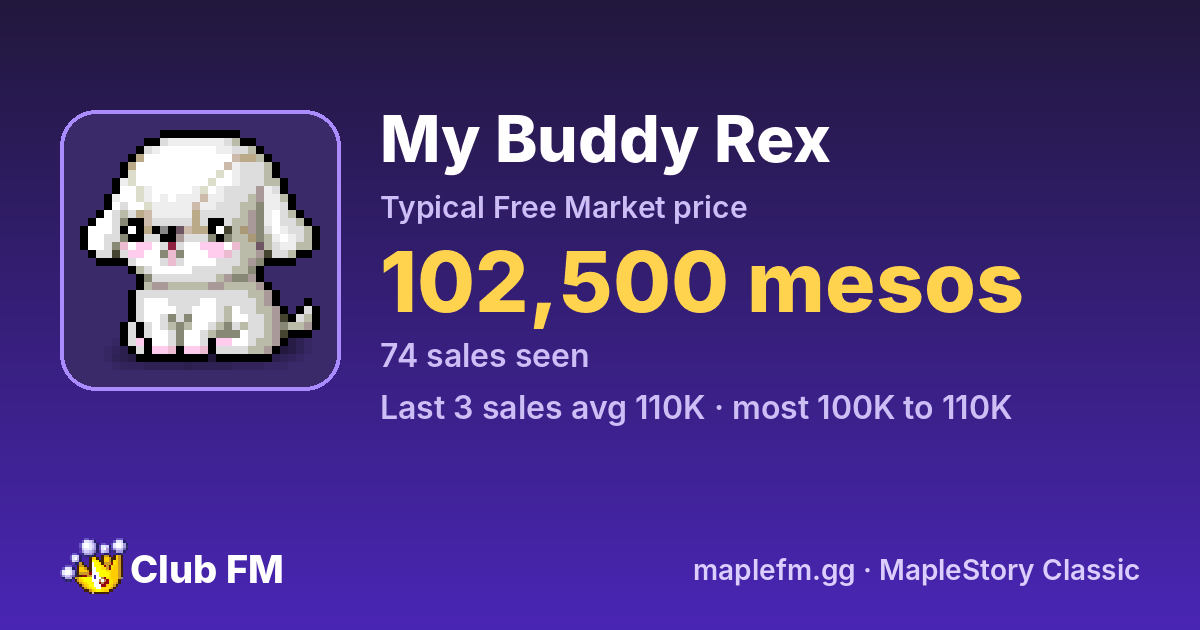 My Buddy Rex
Typical Free Market price
102,500 mesos
74 sales seen
Last 3 sales avg 110K · most 100K to 110K
Club FM
maplefm.gg · MapleStory Classic